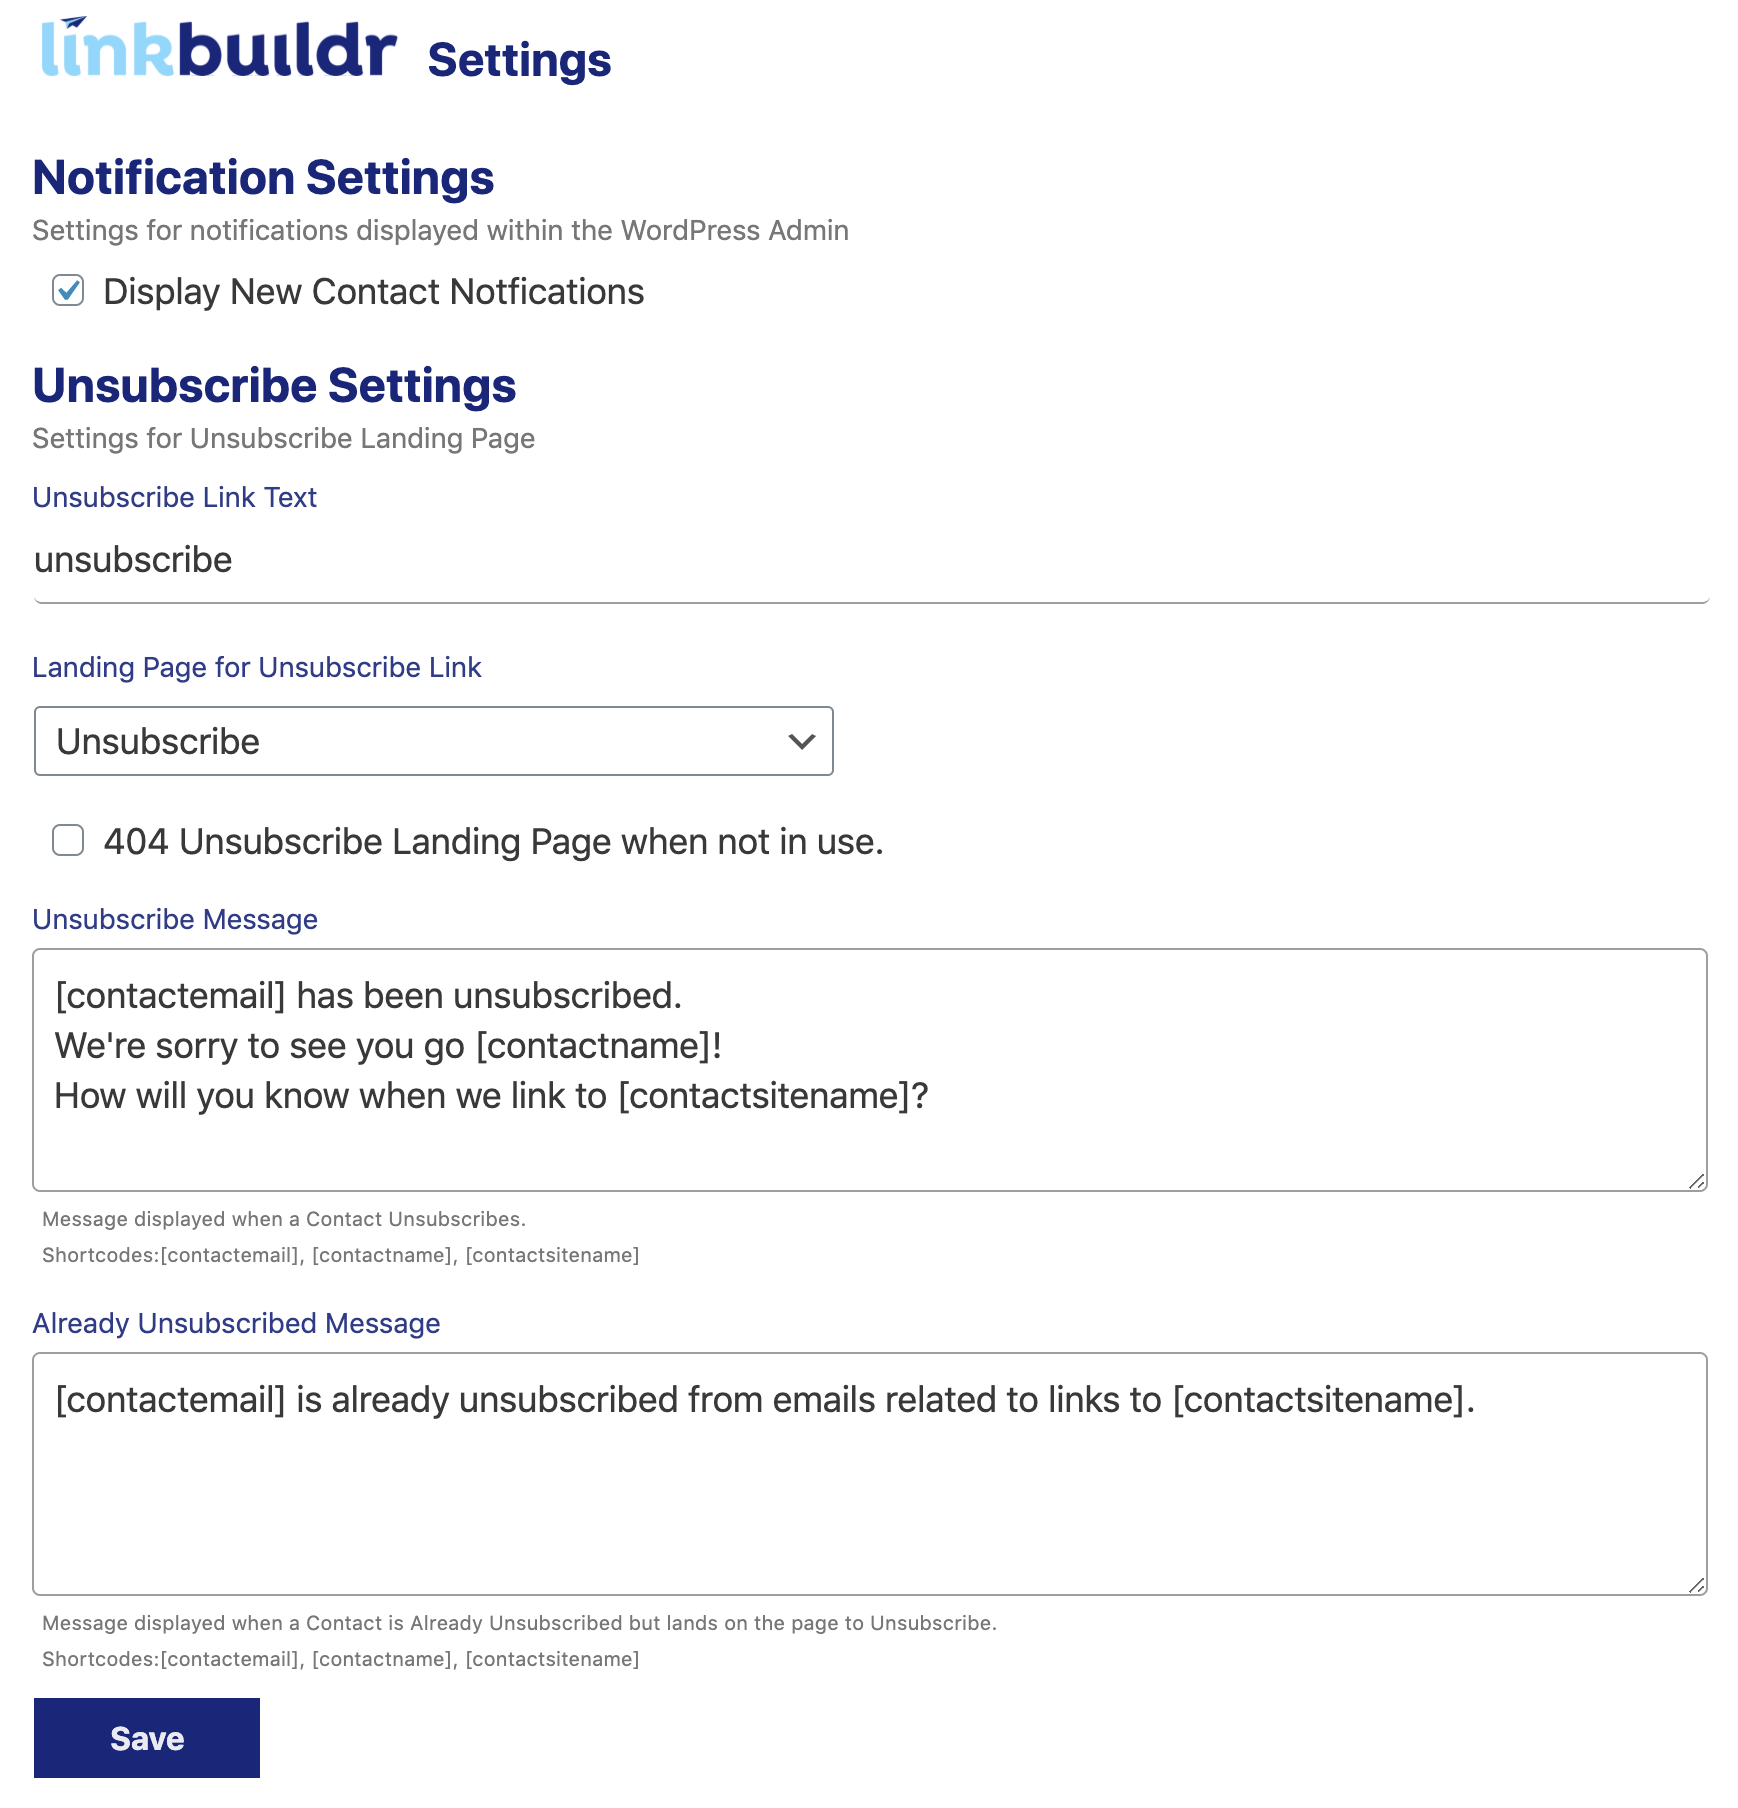 linkbuildr Settings
Notification Settings
Settings for notifications displayed within the WordPress Admin
Display New Contact Notfications
Unsubscribe Settings
Settings for Unsubscribe Landing Page
Unsubscribe Link Text
unsubscribe
Landing Page for Unsubscribe Link
Unsubscribe
404 Unsubscribe Landing Page when not in use.
Unsubscribe Message
[contactemail] has been unsubscribed.
We're sorry to see you go [contactname]!
How will you know when we link to [contactsitename]?
Message displayed when a Contact Unsubscribes.
Shortcodes:[contactemail], [contactname], [contactsitename]
Already Unsubscribed Message
[contactemail] is already unsubscribed from emails related to links to [contactsitename].
Message displayed when a Contact is Already Unsubscribed but lands on the page to Unsubscribe.
Shortcodes:[contactemail], [contactname], [contactsitename]
Save